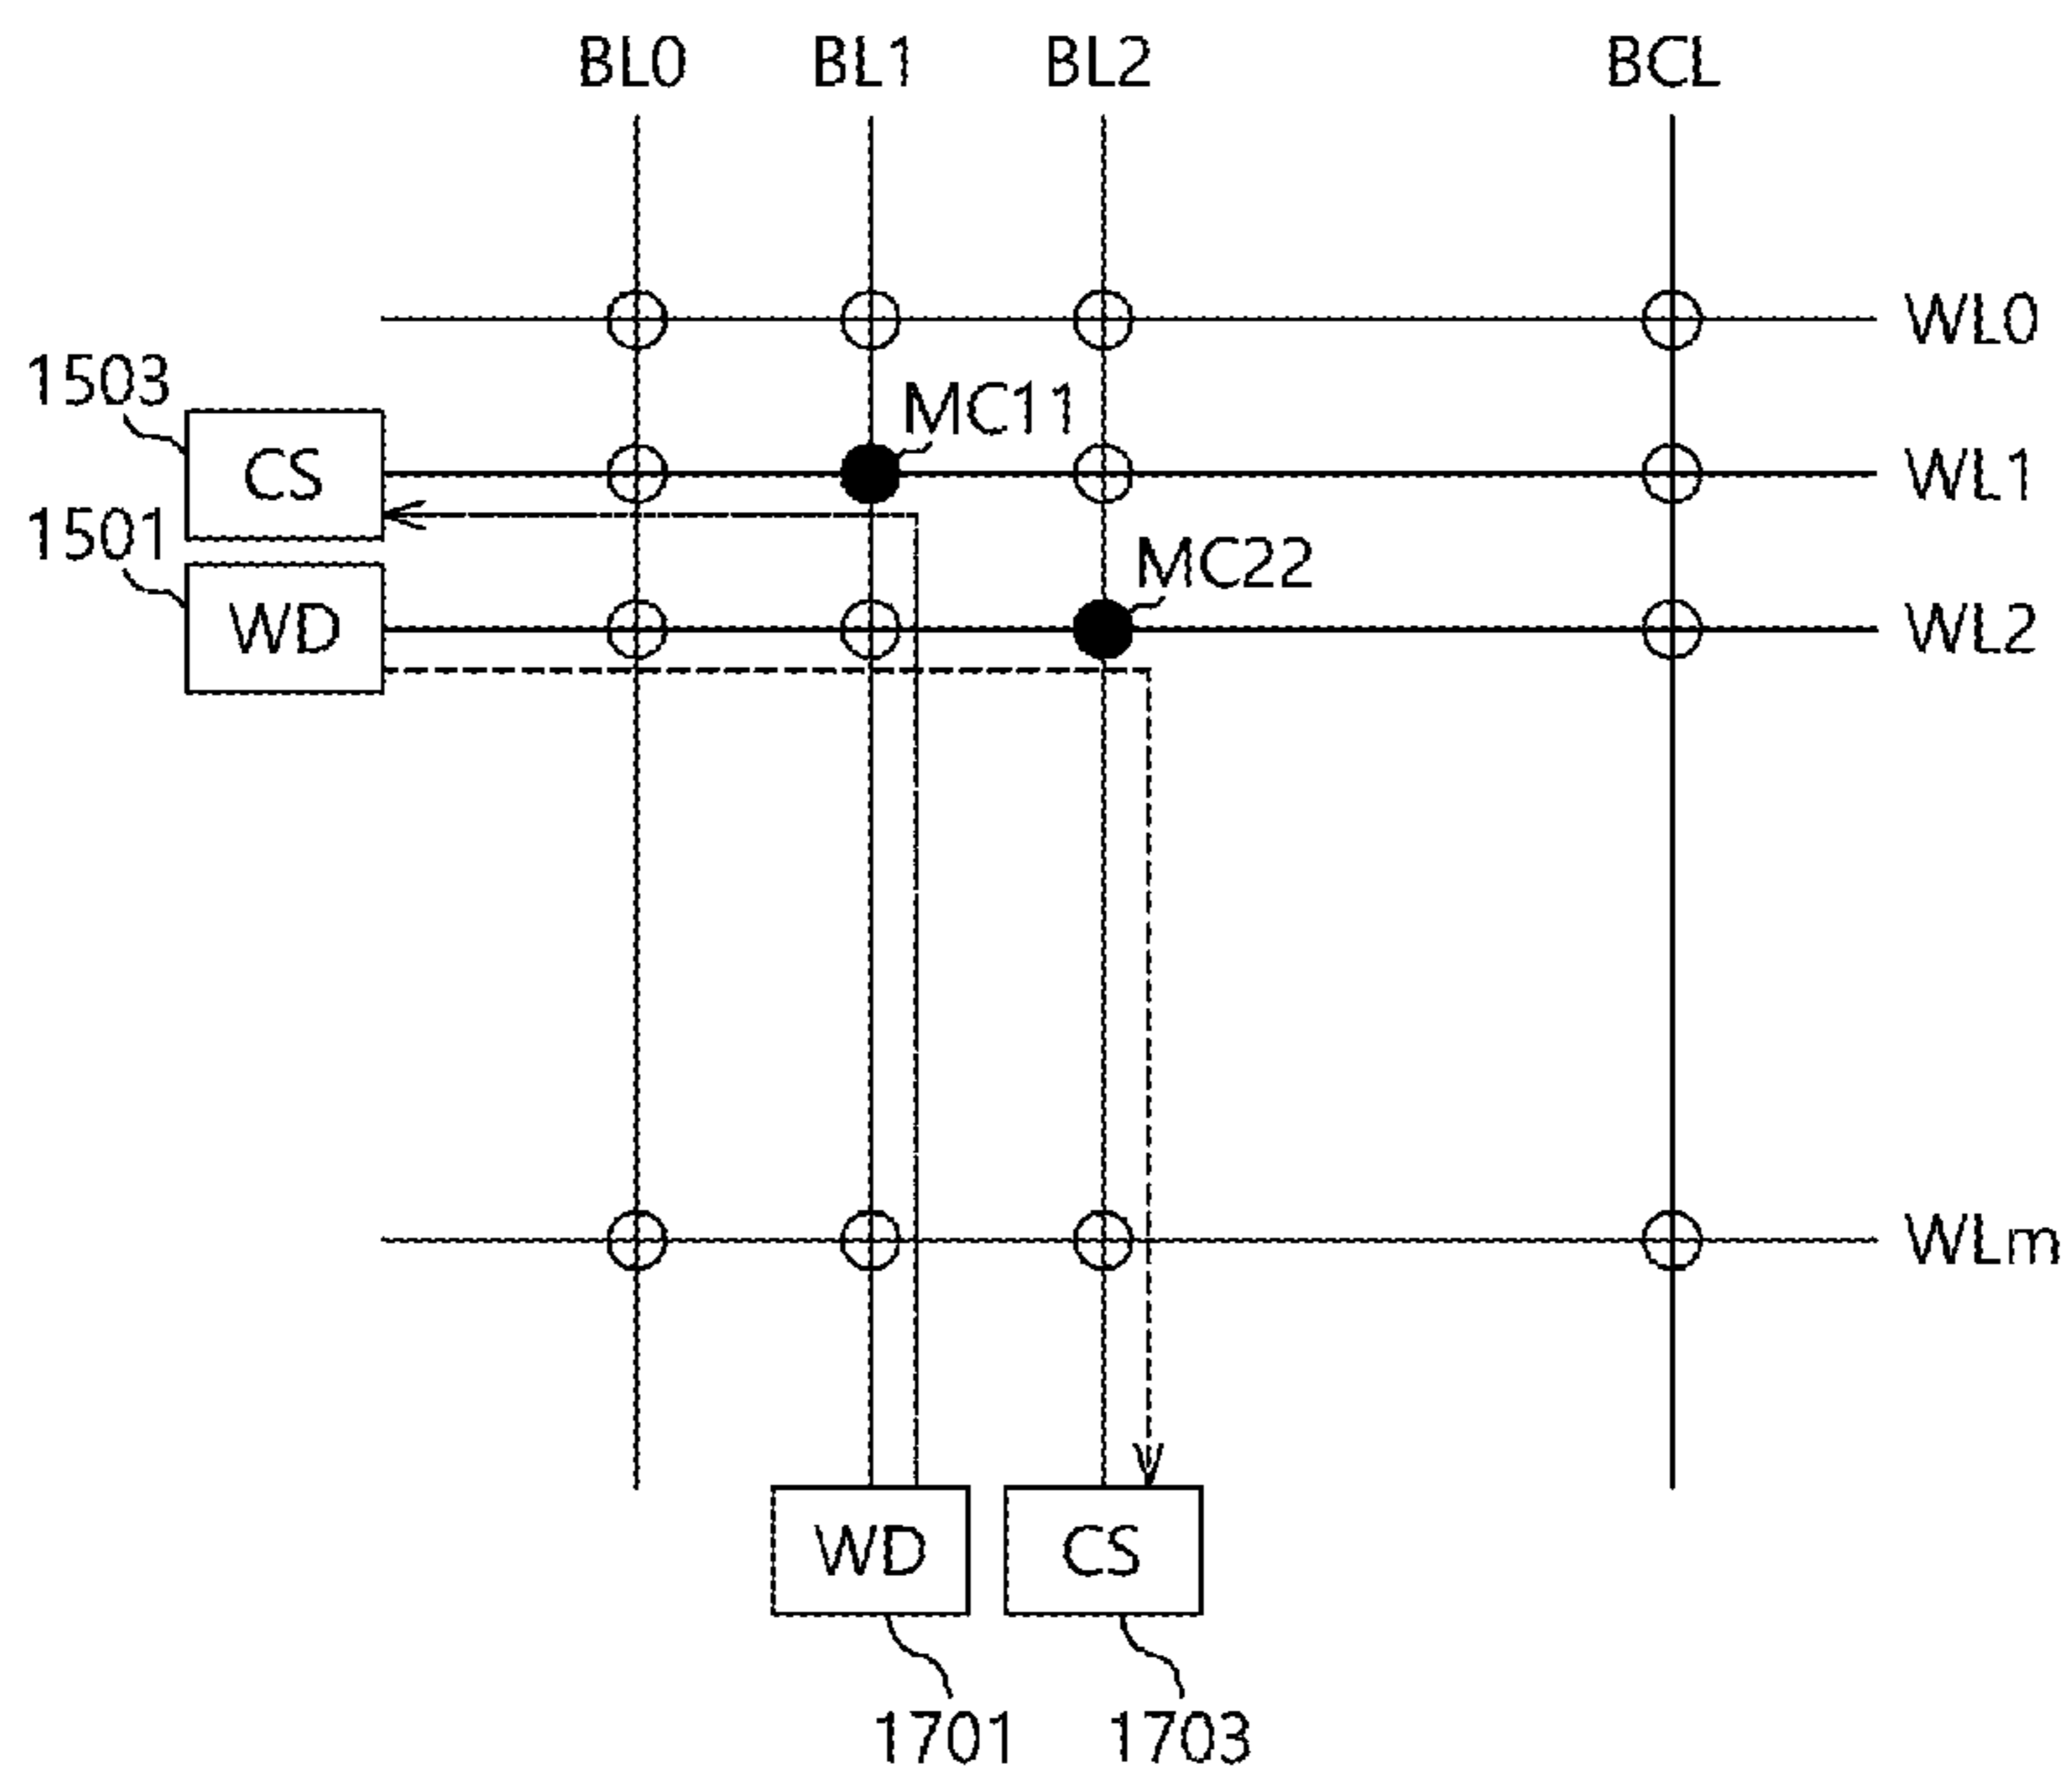 BL0 BL1 BL2 BCL
WL0
1503
MC11
CS
WL1
1501
MC22
WD
WL2
WLm
WD CS
1701 1703